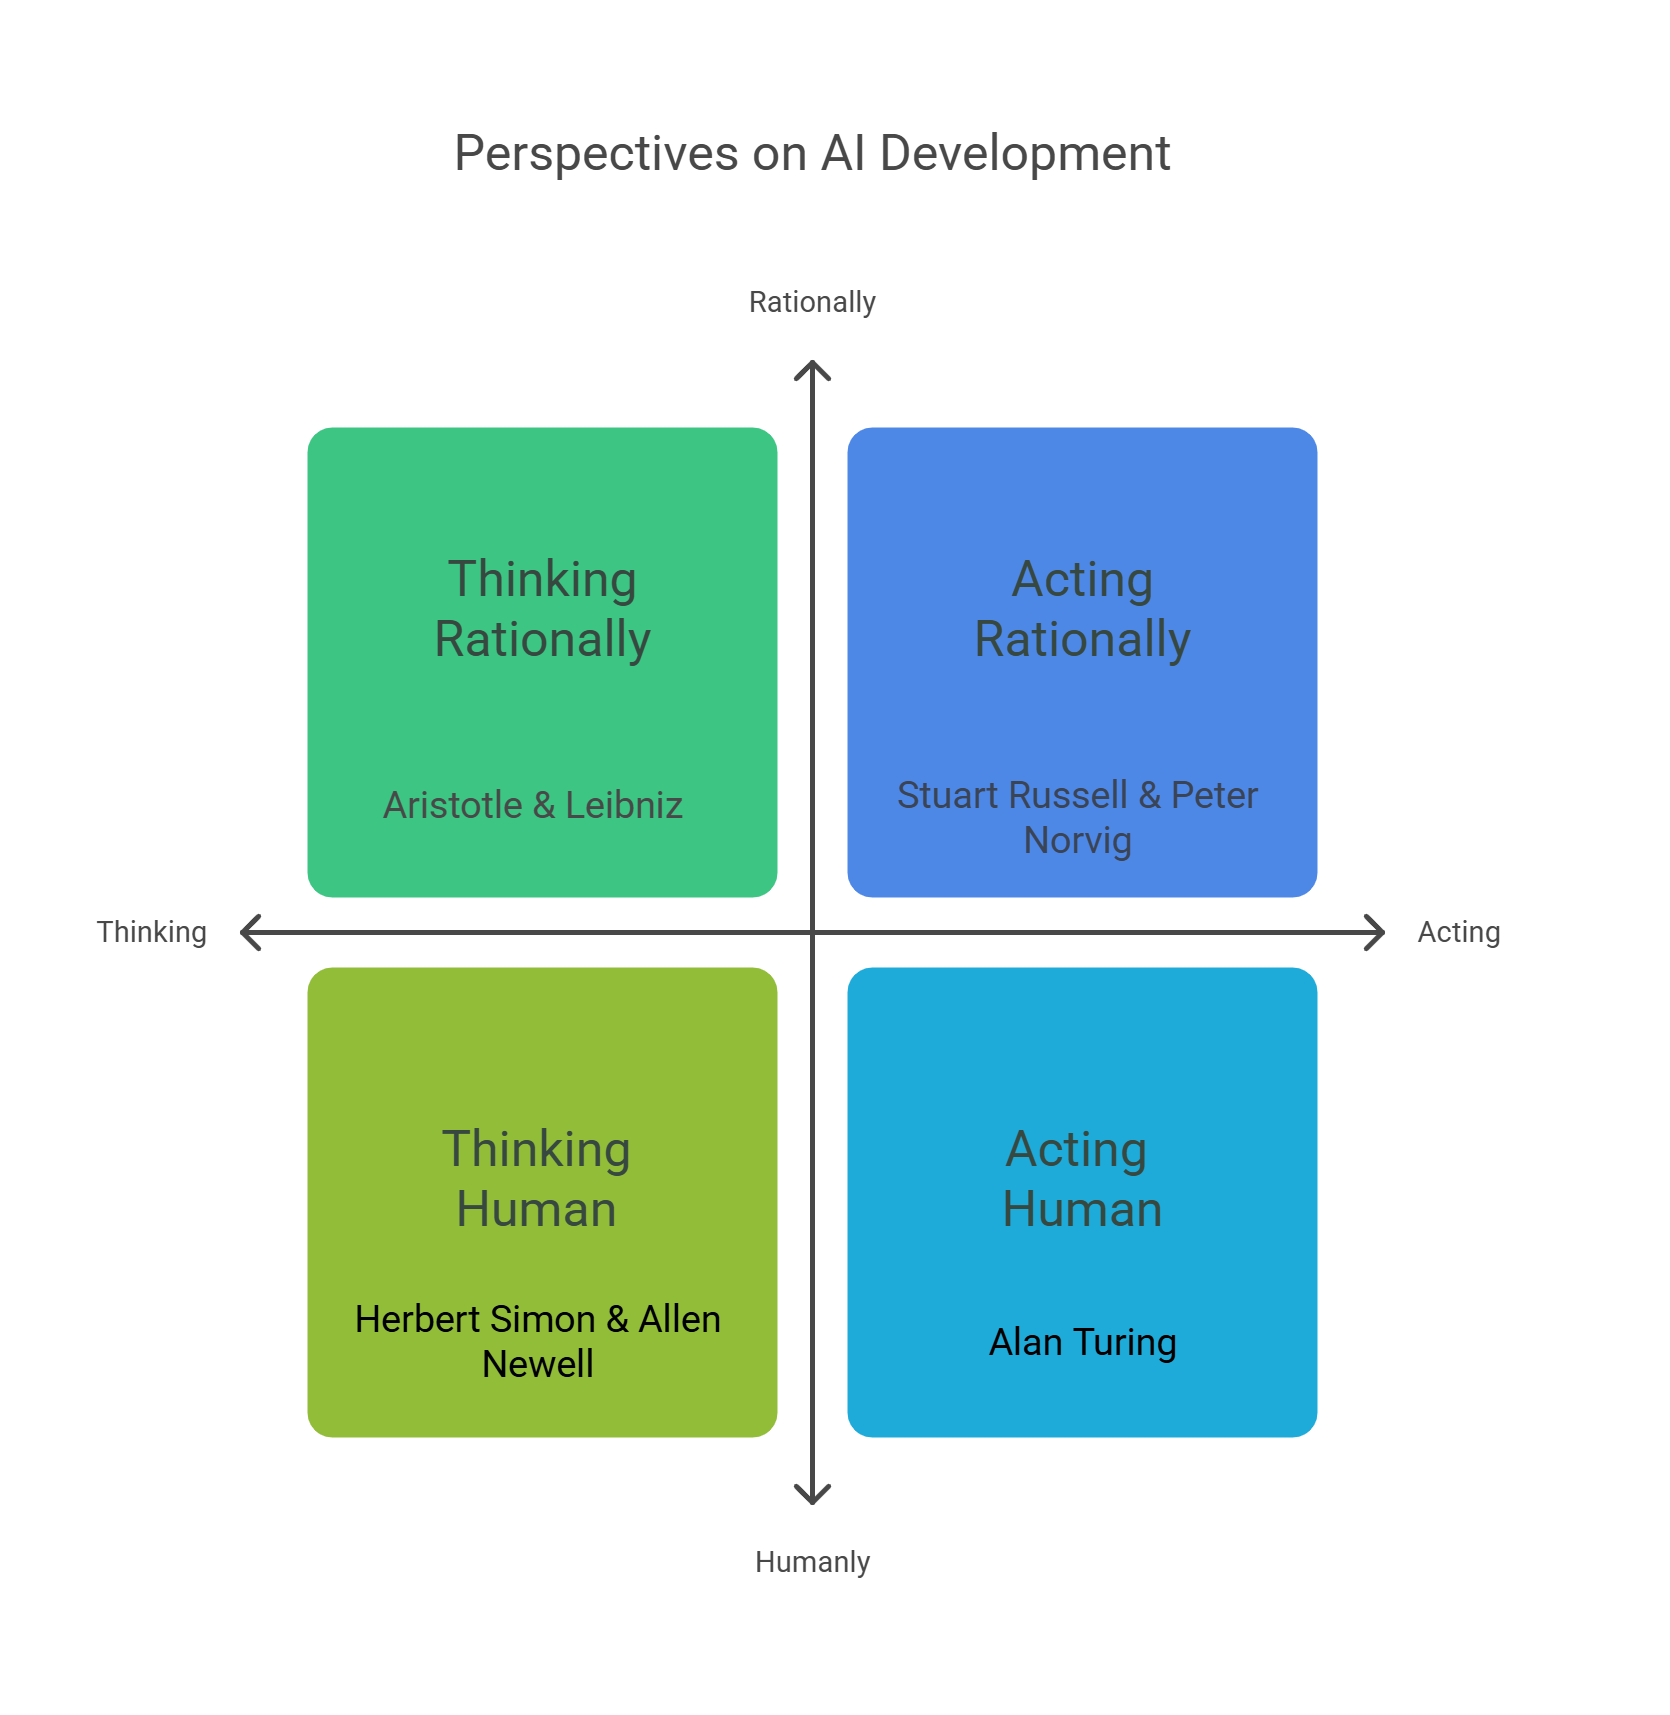 Perspectives on AI Development
Rationally
Thinking
Rationally
Aristotle & Leibniz
Acting
Rationally
Stuart Russell & Peter
Norvig
Thinking
Acting
Thinking
Human
Herbert Simon & Allen
Newell
Acting
Human
Alan Turing
Humanly